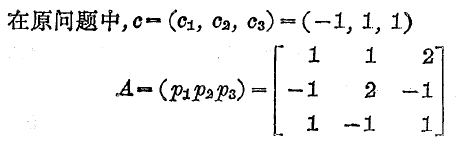 在原问题中,c=(c₁, c₂, c₃)=(-1, 1, 1)
A=(p₁p₂p₃)=[1 1 2
-1 2 -1
1 -1 1]